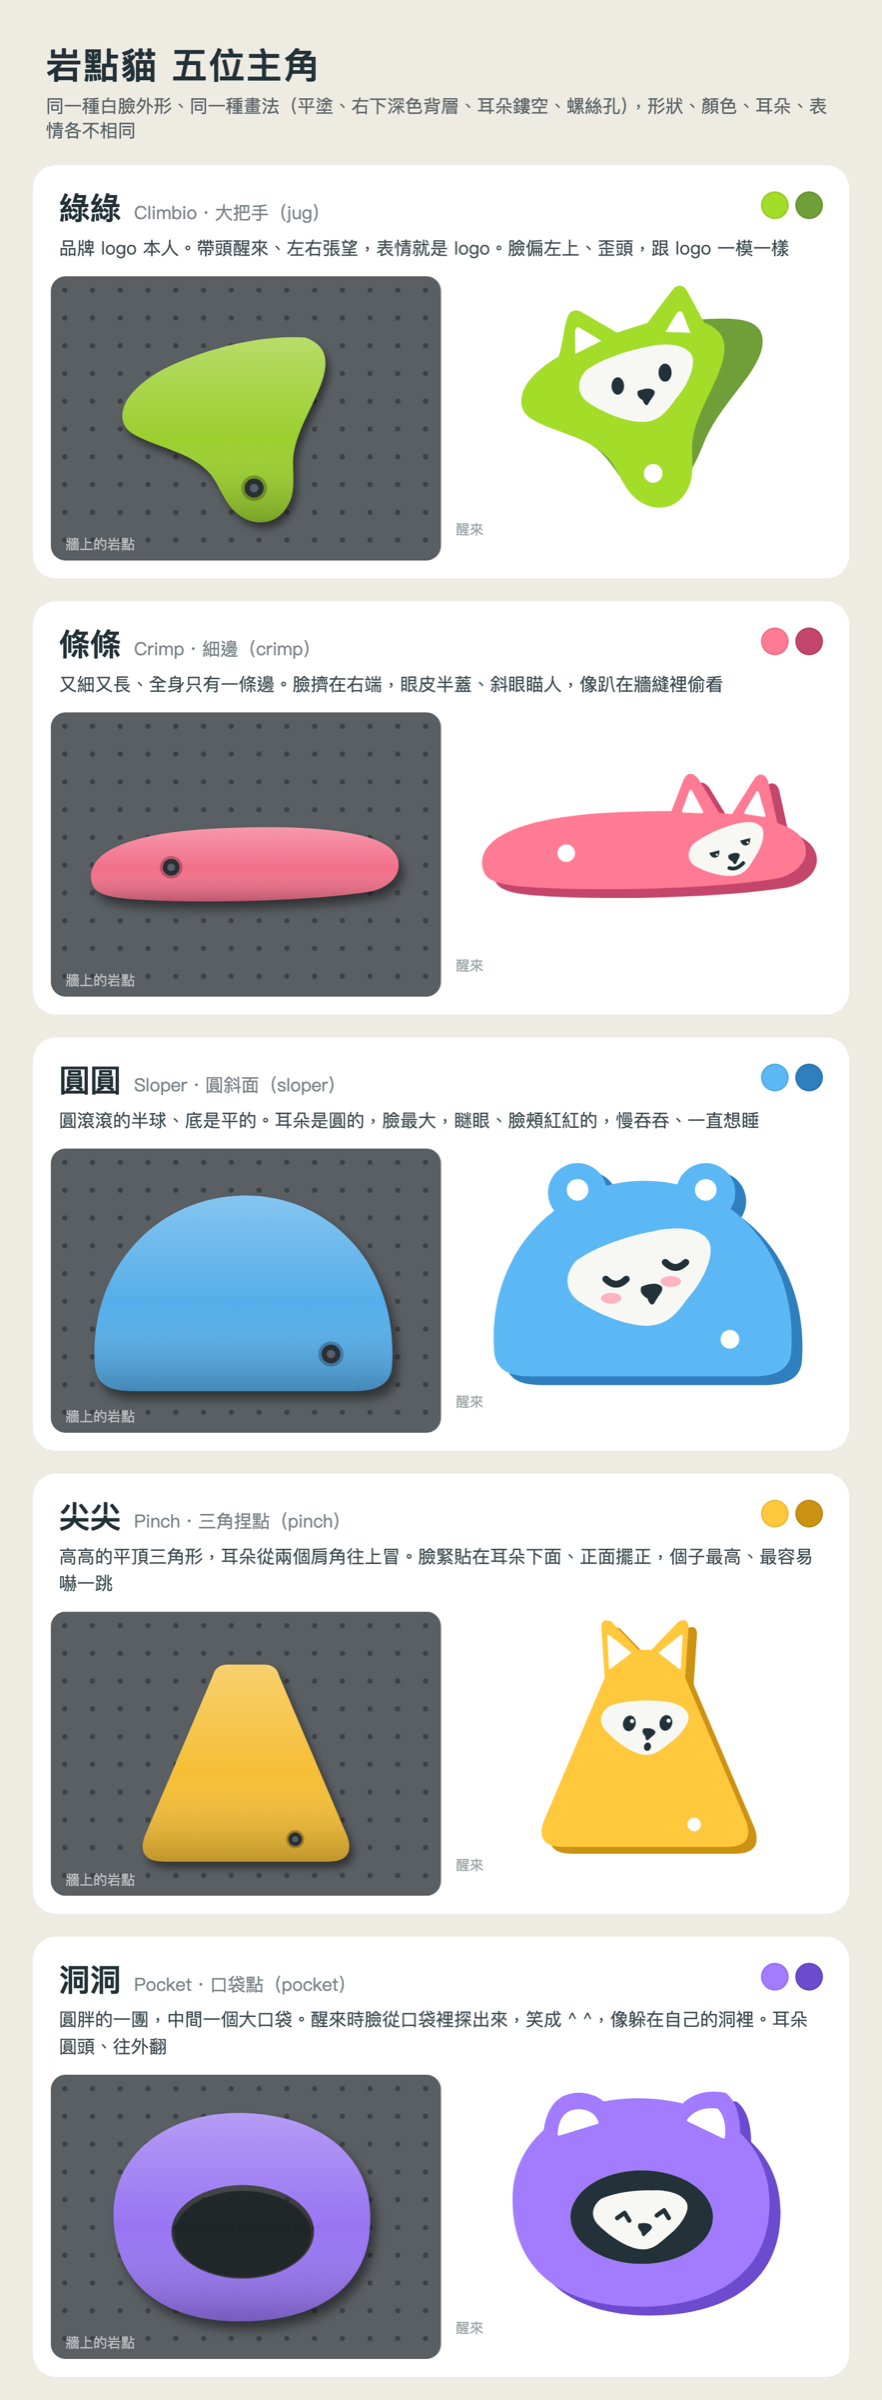 岩點貓 五位主角
同一種白臉外形、同一種畫法（平塗、右下深色背層、耳朵鏤空、螺絲孔），形狀、顏色、耳朵、表
情各不相同
綠綠 Climbio · 大把手（jug）
品牌 logo 本人。帶頭醒來、左右張望，表情就是 logo。臉偏左上、歪頭，跟 logo 一模一樣
牆上的岩點
醒來
條條 Crimp · 細邊（crimp）
又細又長、全身只有一條邊。臉擠在右端，眼皮半蓋、斜眼瞄人，像趴在牆縫裡偷看
牆上的岩點
醒來
圓圓 Sloper · 圓斜面（sloper）
圓滾滾的半球、底是平的。耳朵是圓的，臉最大，瞇眼、臉頰紅紅的，慢吞吞、一直想睡
牆上的岩點
醒來
尖尖 Pinch · 三角捏點（pinch）
高高的平頂三角形，耳朵從兩個肩角往上冒。臉緊貼在耳朵下面、正面擺正，個子最高、最容易
嚇一跳
牆上的岩點
醒來
洞洞 Pocket · 口袋點（pocket）
圓胖的一團，中間一個大口袋。醒來時臉從口袋裡探出來，笑成 ^ ^，像躲在自己的洞裡。耳朵
圓頭、往外翻
牆上的岩點
醒來